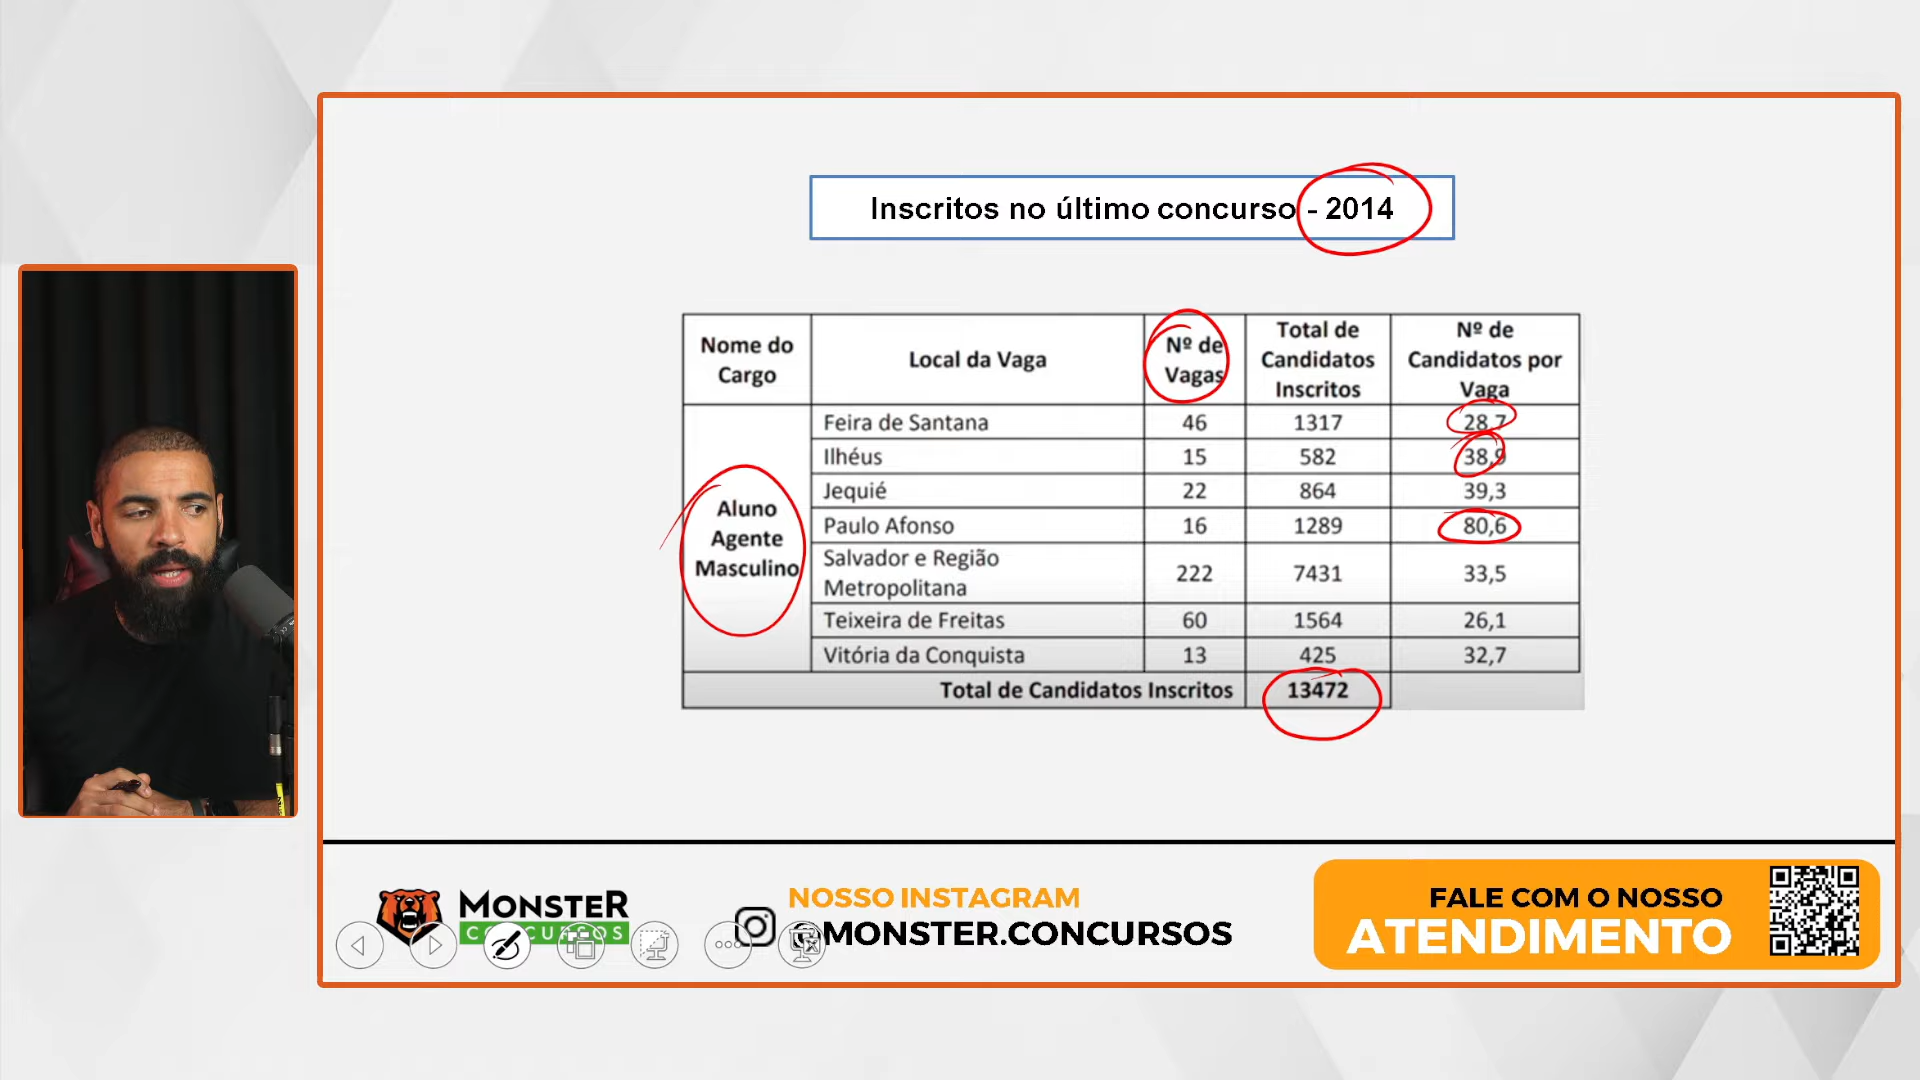 Inscritos no último concurso - 2014
Nome do Cargo
Local da Vaga
Nº de Vagas
Total de Candidatos Inscritos
Nº de Candidatos por Vaga
Aluno Agente Masculino
Feira de Santana 46 1317 28,7
Ilhéus 15 582 38,9
Jequié 22 864 39,3
Paulo Afonso 16 1289 80,6
Salvador e Região Metropolitana 222 7431 33,5
Teixeira de Freitas 60 1564 26,1
Vitória da Conquista 13 425 32,7
Total de Candidatos Inscritos 13472
MONSTER
CONCURSOS
NOSSO INSTAGRAM
@MONSTER.CONCURSOS
FALE COM O NOSSO
ATENDIMENTO